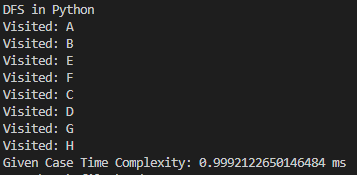 DFS in Python
Visited: A
Visited: B
Visited: E
Visited: F
Visited: C
Visited: D
Visited: G
Visited: H
Given Case Time Complexity: 0.9992122650146484 ms